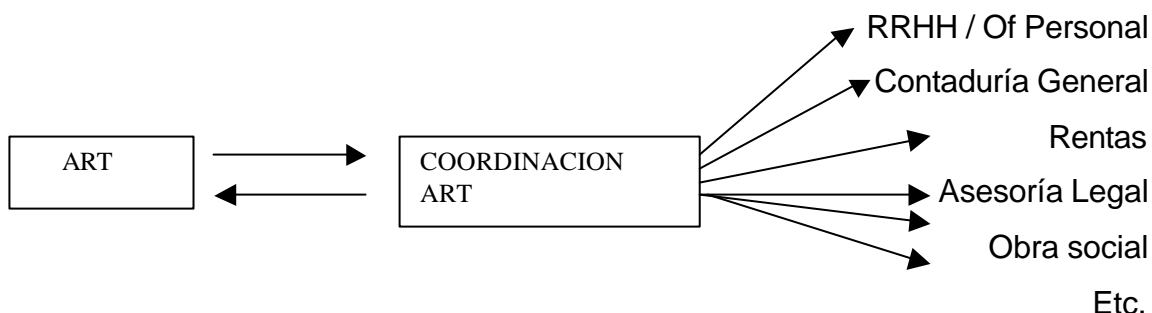 ART
COORDINACION
ART
RRHH / Of Personal
Contaduría General
Rentas
Asesoría Legal
Obra social
Etc.